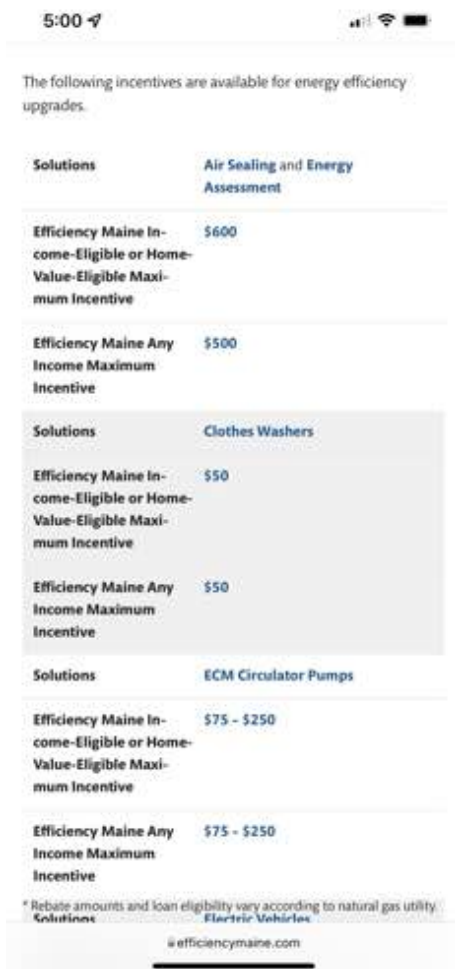 5:00
The following incentives are available for energy efficiency
upgrades.
Solutions
Air Sealing and Energy
Assessment
Efficiency Maine In-
come-Eligible or Home-
Value-Eligible Maxi-
mum Incentive
$600
Efficiency Maine Any
Income Maximum
Incentive
$500
Solutions
Clothes Washers
Efficiency Maine In-
come-Eligible or Home-
Value-Eligible Maxi-
mum Incentive
$50
Efficiency Maine Any
Income Maximum
Incentive
$50
Solutions
ECM Circulator Pumps
Efficiency Maine In-
come-Eligible or Home-
Value-Eligible Maxi-
mum Incentive
$75 - $250
Efficiency Maine Any
Income Maximum
Incentive
$75 - $250
* Rebate amounts and loan eligibility vary according to natural gas utility.
Solutions
Electric Vehicles
efficiencymaine.com